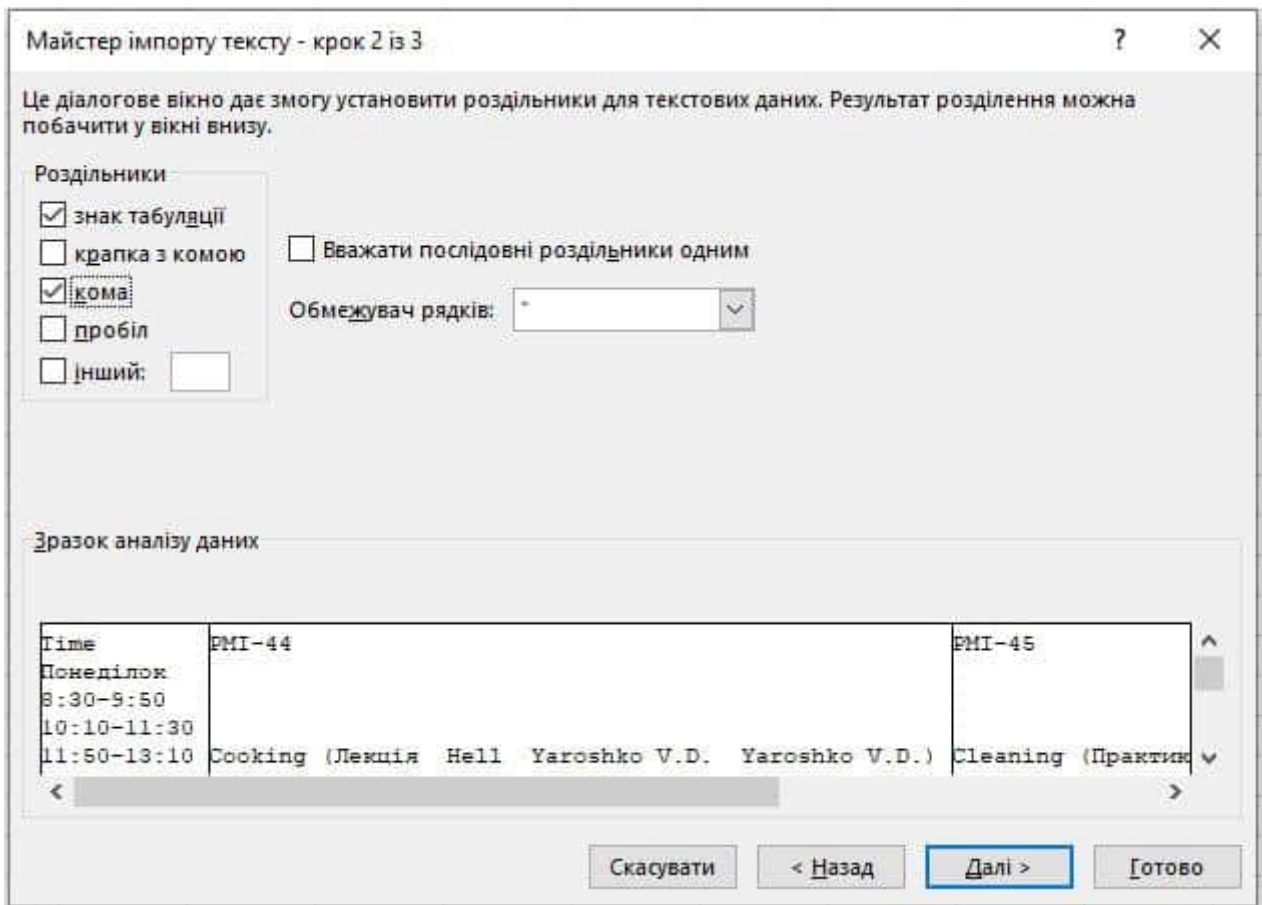 Майстер імпорту тексту - крок 2 із 3 ?
Це діалогове вікно дає змогу установити роздільники для текстових даних. Результат розділення можна
побачити у вікні внизу.
Роздільники
знак табуляції
крапка з комою
кома
пробіл
інший:
Вважати послідовні роздільники одним
Обмежувач рядків: "
Зразок аналізу даних
Time PMI-44 PMI-45
Понеділок
8:30-9:50
10:10-11:30
11:50-13:10 Cooking (Лекція Hell Yaroshko V.D. Yaroshko V.D.) Cleaning (Практик
Скасувати < Назад Далі > Готово